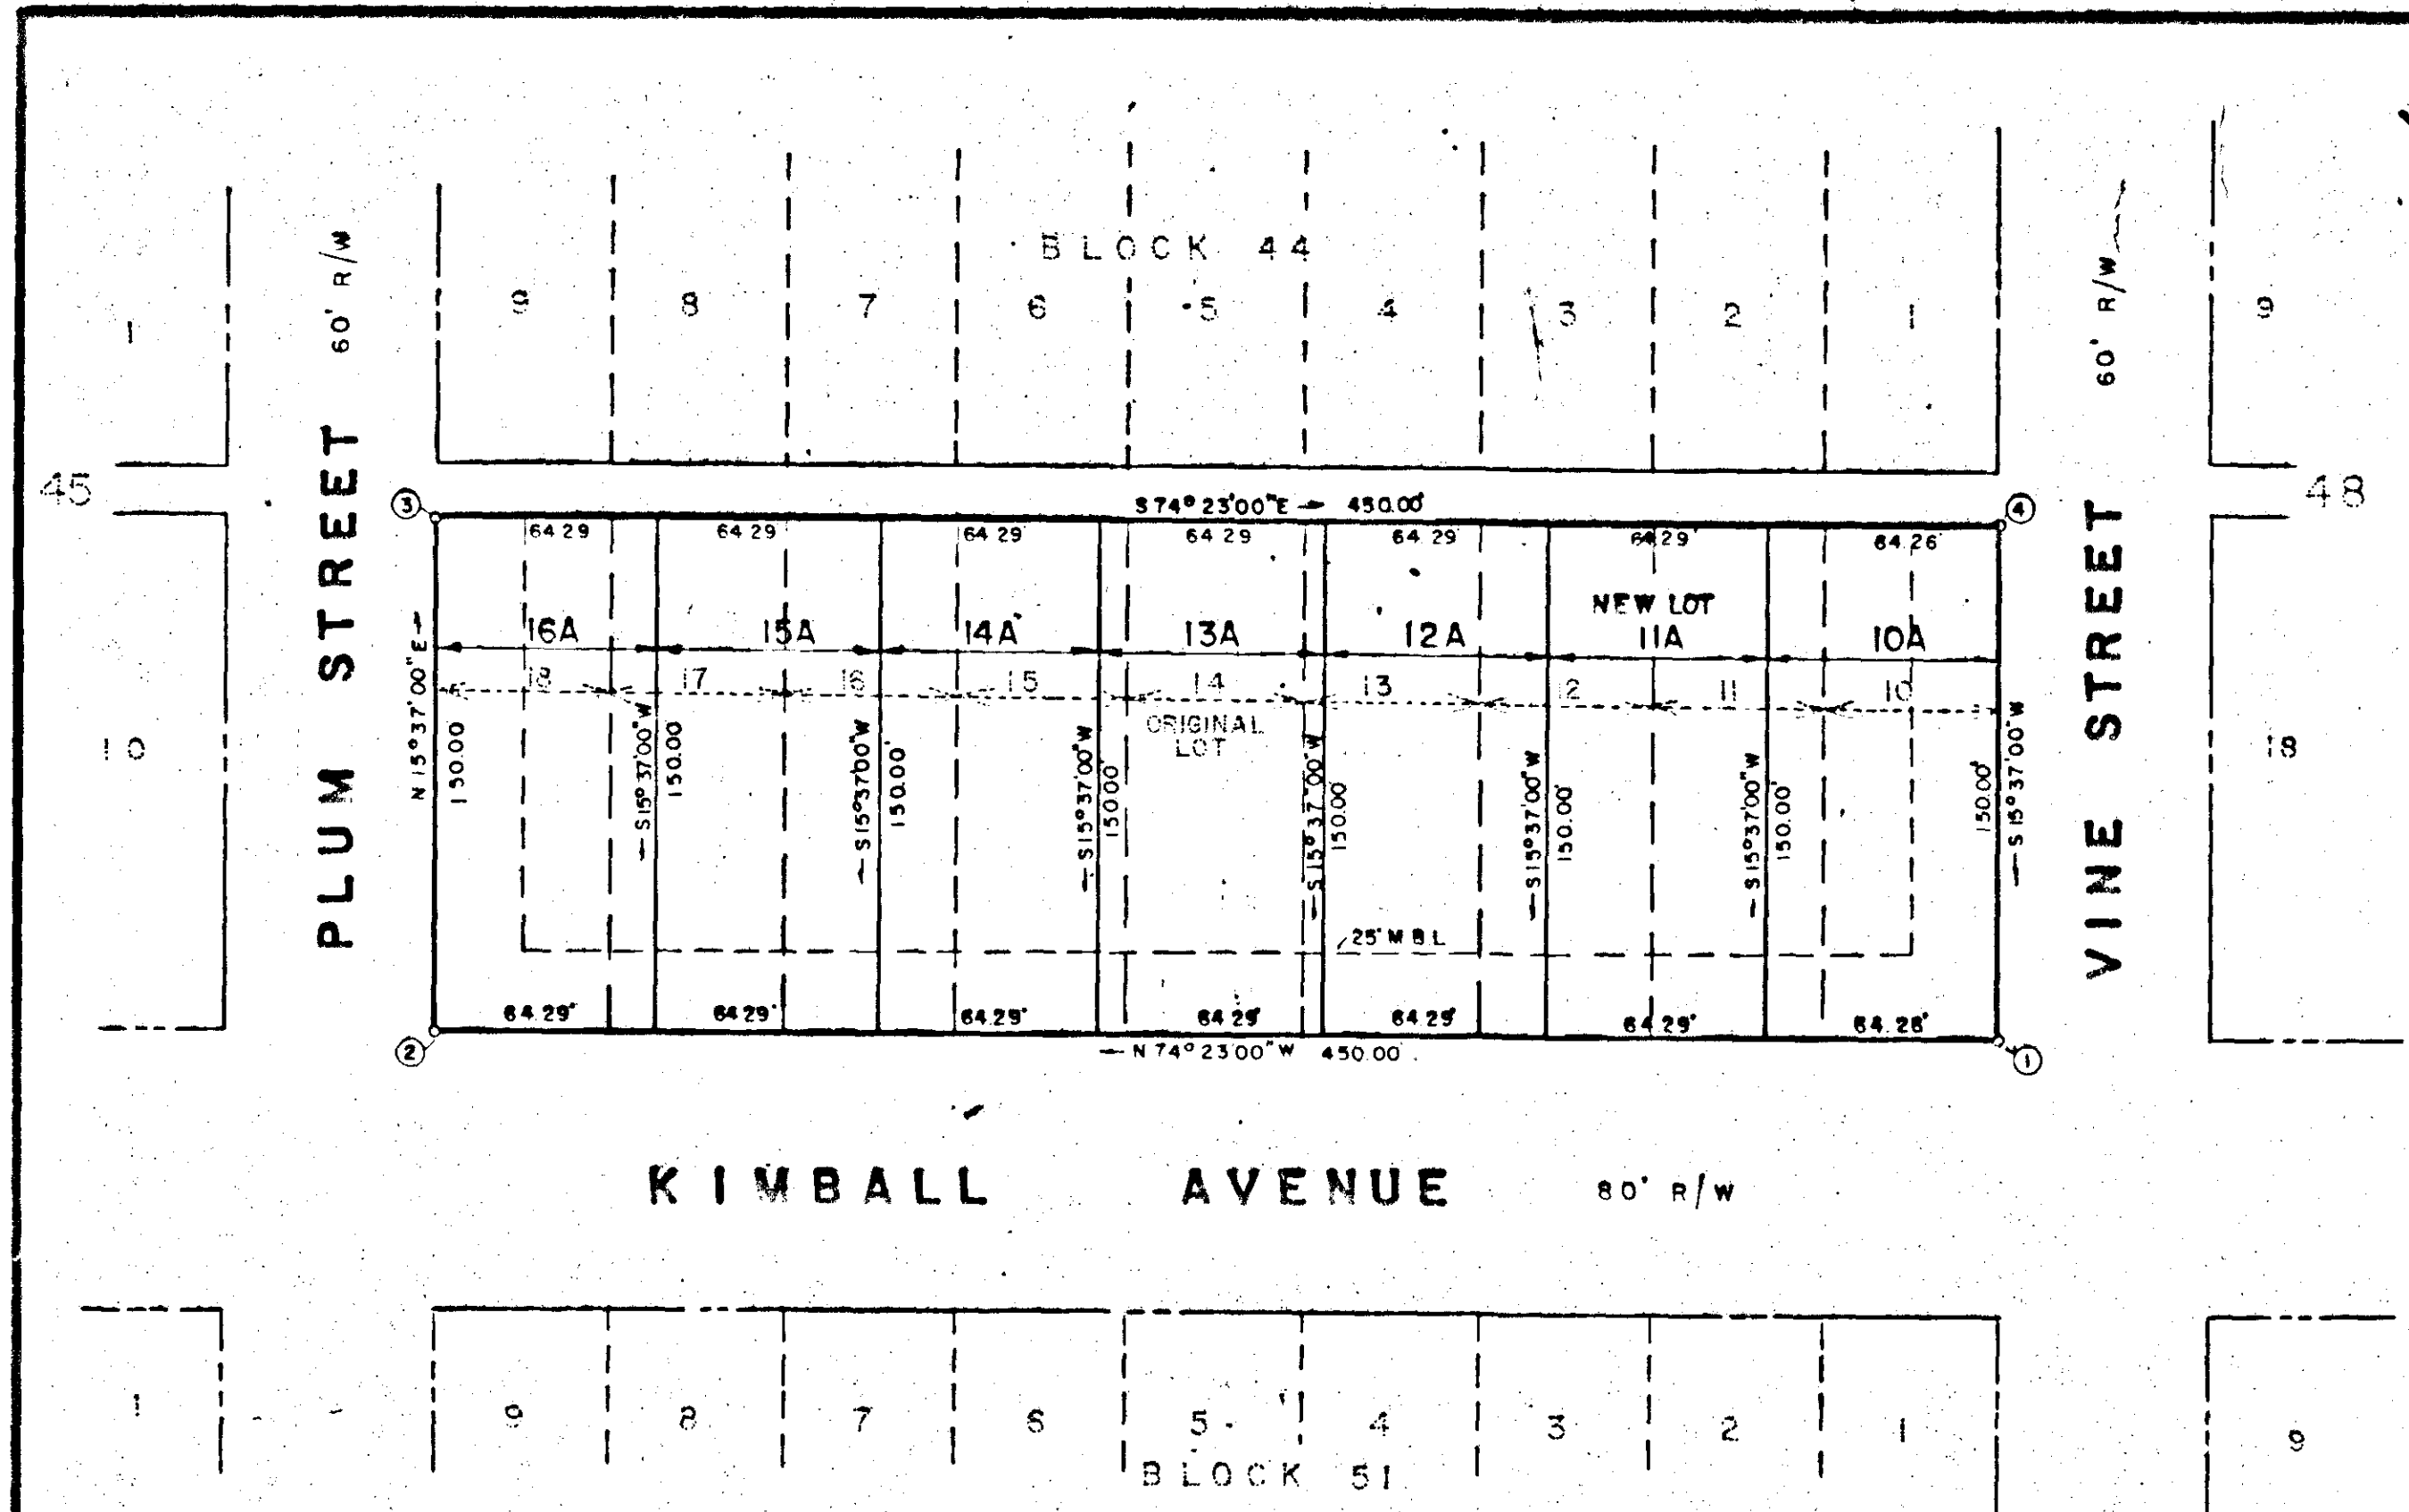 BLOCK 44
1
9
8
7
6
5
4
3
2
1
9
PLUM STREET 60' R/W
VINE STREET 60' R/W
45
48
10
18
3
S 74° 23'00"E 450.00'
4
64.29
64.29
64.29
64.29
64.29'
64.29'
64.26'
NEW LOT
16A
15A
14A
13A
12A
11A
10A
18
17
16
15
14
13
12
11
10
ORIGINAL
LOT
N 15° 37' 00" E
150.00
S 15° 37'00" W
150.00
S 15° 37'00" W
150.00'
S 15° 37'00" W
150.00'
S 15° 37'00" W
150.00'
S 15° 37'00" W
150.00'
S 15° 37'00" W
150.00'
150.00'
S 15° 37'00" W
25' M.B.L
64.29'
64.29'
64.29'
64.29'
64.29'
64.29'
64.26'
2
N 74° 23'00" W 450.00'
1
KIMBALL AVENUE 80' R/W
1
9
8
7
6
5
4
3
2
1
9
BLOCK 51